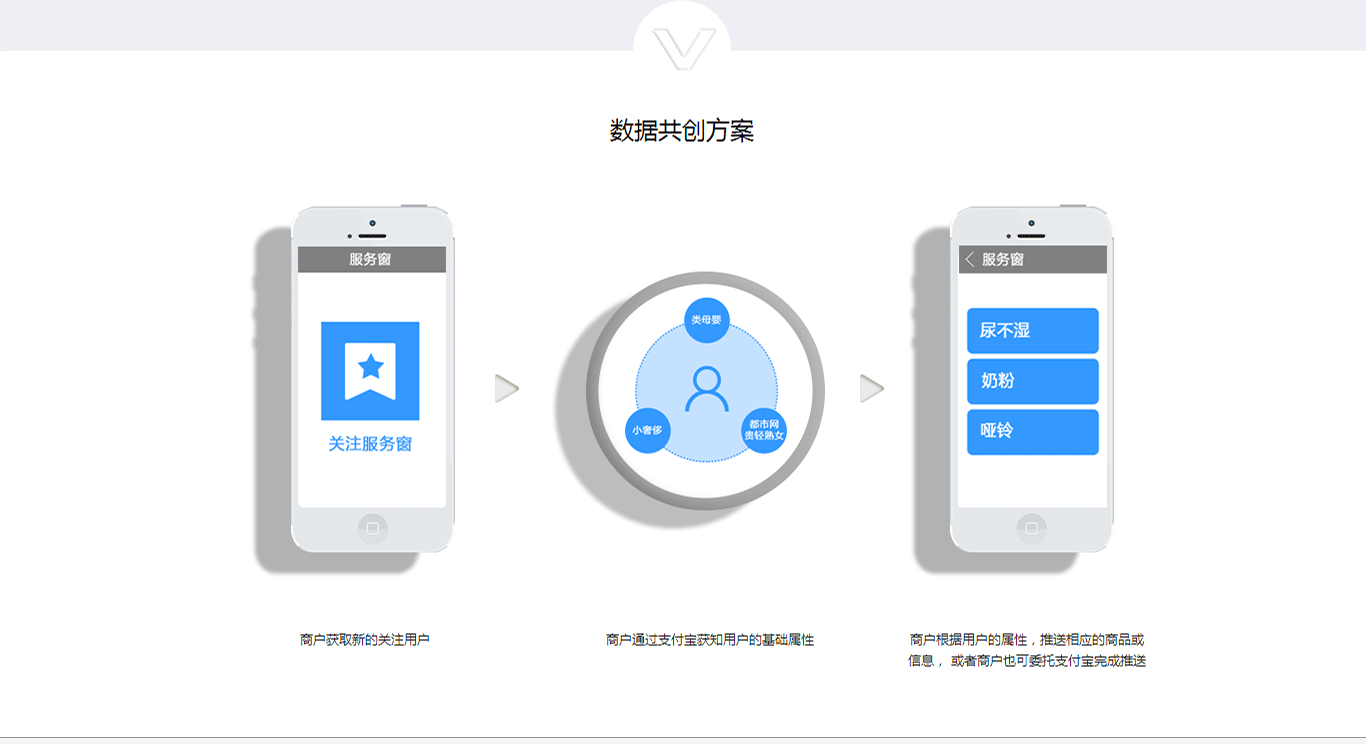 数据共创方案
服务窗
关注服务窗
类母婴
小奢侈
都市网
贵轻熟女
服务窗
尿不湿
奶粉
哑铃
商户获取新的关注用户
商户通过支付宝获知用户的基础属性
商户根据用户的属性，推送相应的商品或
信息， 或者商户也可委托支付宝完成推送